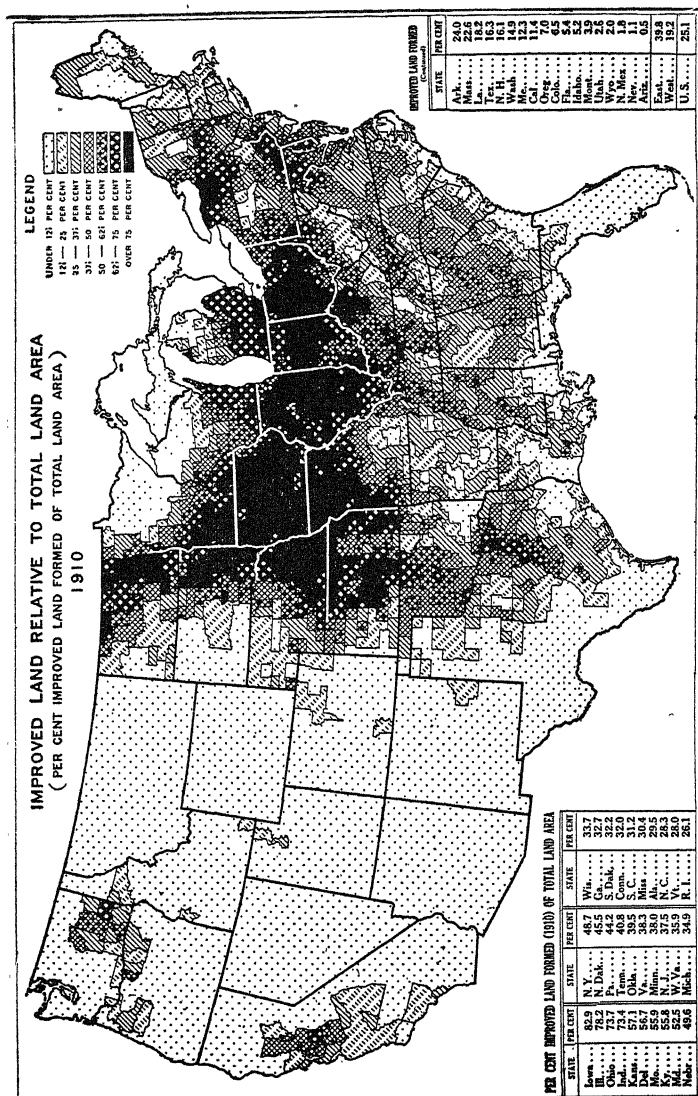 IMPROVED LAND RELATIVE TO TOTAL LAND AREA
( PER CENT IMPROVED LAND FORMED OF TOTAL LAND AREA )
1910
LEGEND
UNDER 12½ PER CENT
12½ — 25 PER CENT
25 — 37½ PER CENT
37½ — 50 PER CENT
50 — 62½ PER CENT
62½ — 75 PER CENT
OVER 75 PER CENT
PER CENT IMPROVED LAND FORMED (1910) OF TOTAL LAND AREA
STATE PER CENT STATE PER CENT STATE PER CENT
Iowa 82.9 N. Y. 48.7 Wis. 33.7
Ill. 78.2 N. Dak. 45.5 Ga. 32.7
Ohio 73.7 Pa. 44.2 S. Dak. 32.2
Ind. 73.4 Tenn. 40.8 Conn. 32.0
Kans. 57.1 Okla. 39.5 S. C. 31.2
Del. 56.7 Va. 38.3 Miss 30.4
Mo. 55.9 Minn. 38.0 Ala. 29.5
Ky. 55.8 N. J. 37.5 N. C. 28.3
Md. 52.5 W. Va. 35.9 Vt. 28.0
Nebr. 49.6 Mich. 34.9 R. I. 26.1
IMPROVED LAND FORMED
(Continued)
STATE PER CENT
Ark. 24.0
Mass. 22.6
La. 18.2
Tex. 16.3
N. H. 16.1
Wash. 14.9
Me. 12.3
Cal. 11.4
Oreg. 7.0
Colo. 6.5
Fla. 5.4
Idaho. 5.2
Mont. 3.9
Utah. 2.6
Wyo. 2.0
N. Mex. 1.8
Nev. 1.1
Ariz. 0.5
East. 39.8
West. 19.2
U. S. 25.1